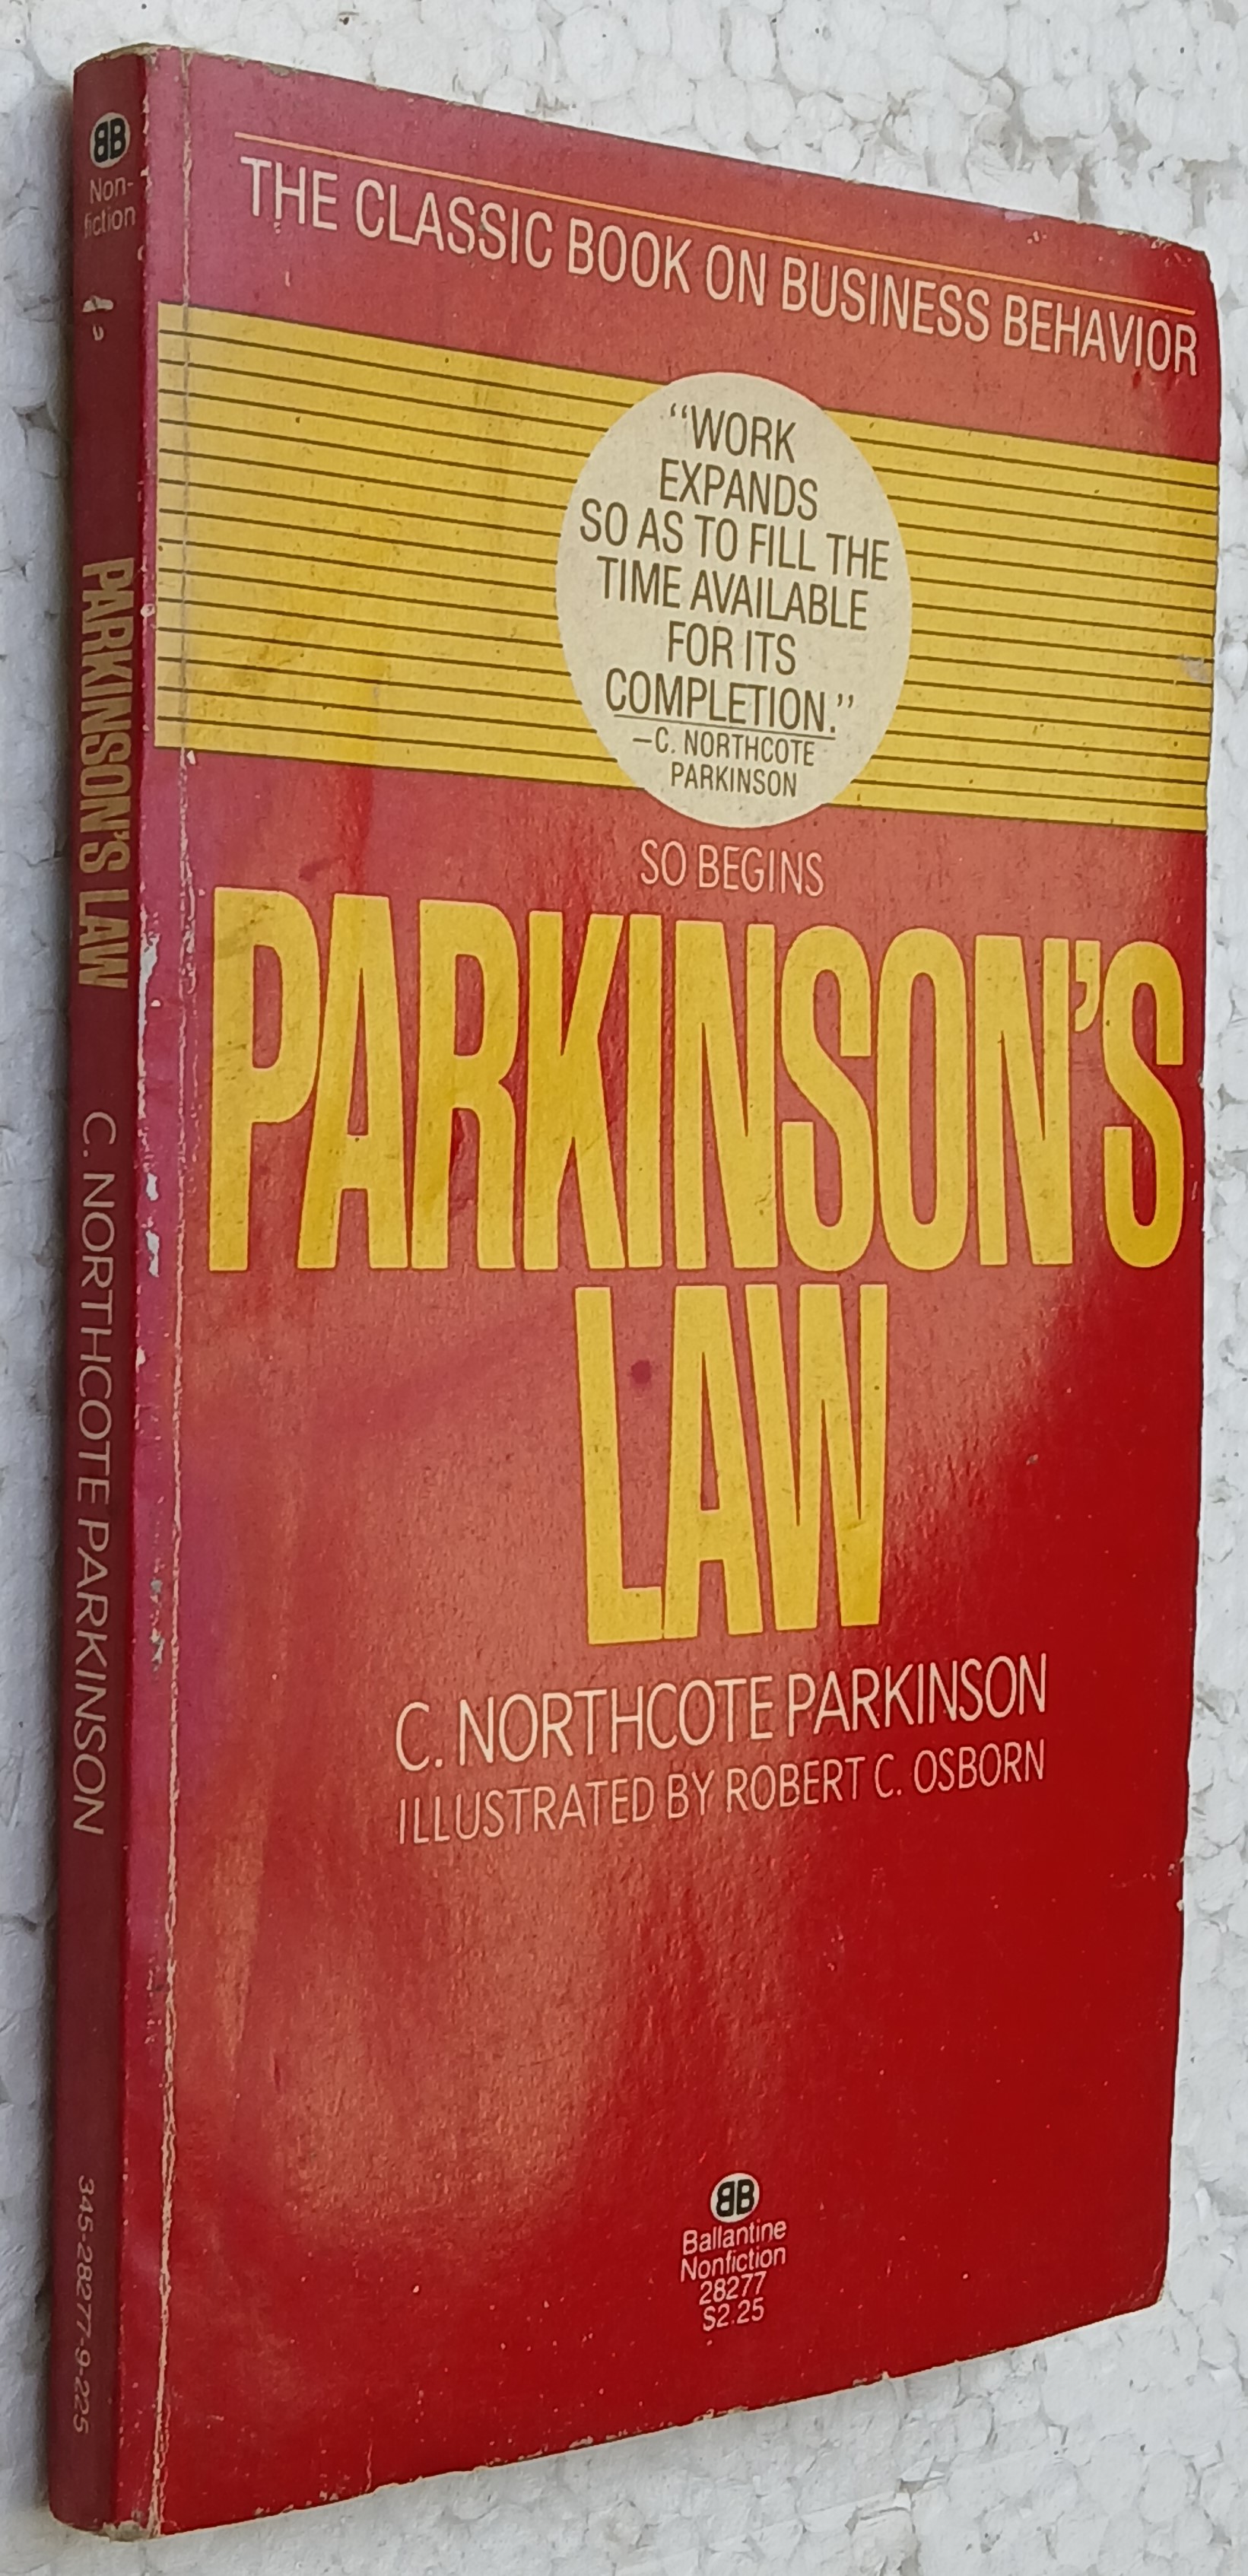 BB
Non-
fiction
PARKINSON'S LAW
C. NORTHCOTE PARKINSON
345-28277-9-225
THE CLASSIC BOOK ON BUSINESS BEHAVIOR
“WORK
EXPANDS
SO AS TO FILL THE
TIME AVAILABLE
FOR ITS
COMPLETION.”
—C. NORTHCOTE
PARKINSON
SO BEGINS
PARKINSON'S
LAW
C. NORTHCOTE PARKINSON
ILLUSTRATED BY ROBERT C. OSBORN
BB
Ballantine
Nonfiction
28277
$2.25